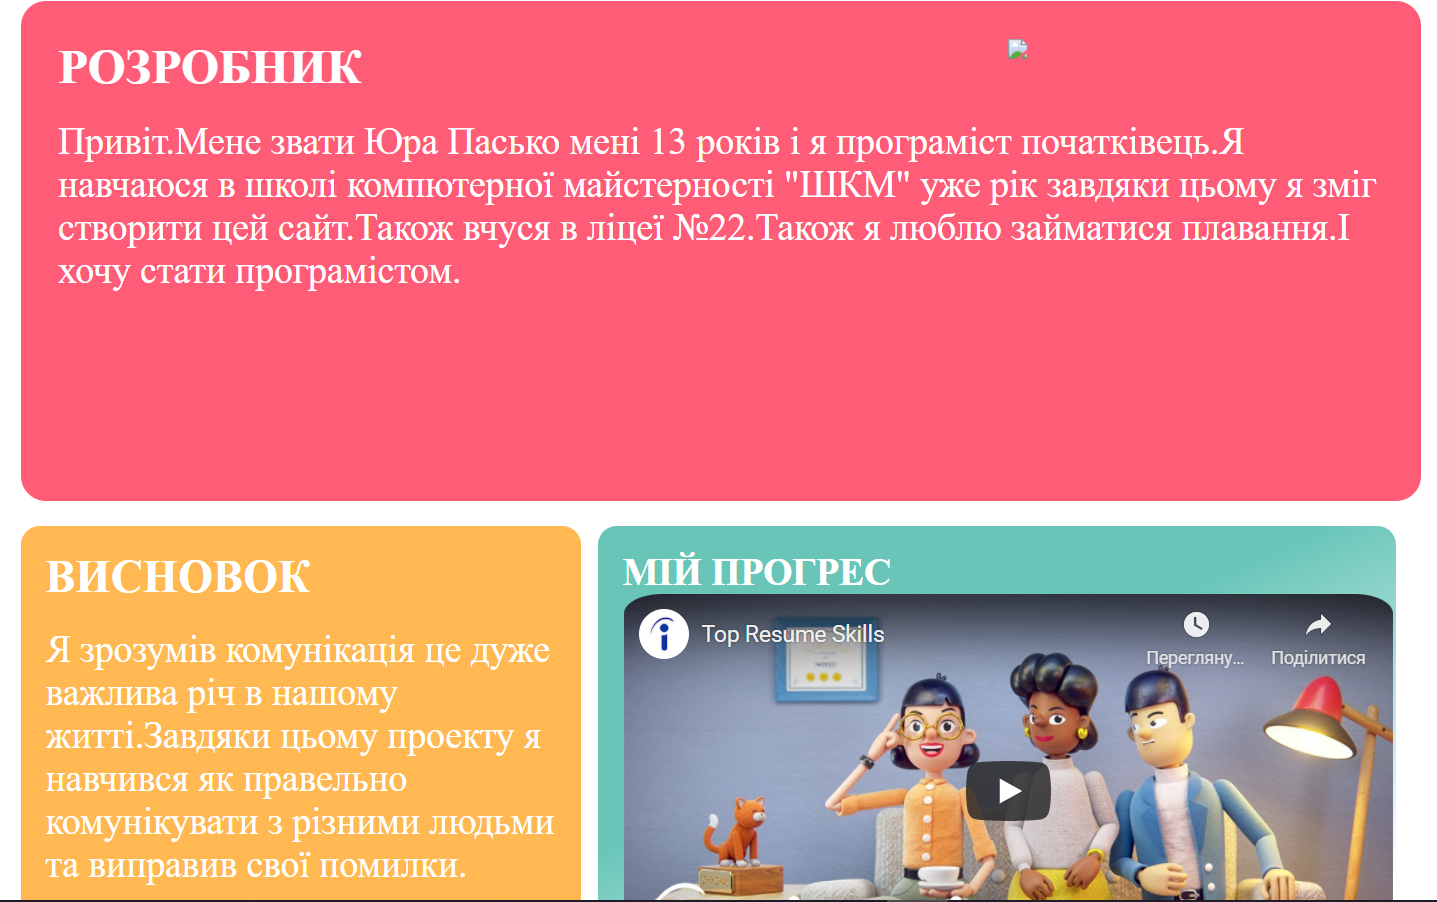 РОЗРОБНИК
Привіт.Мене звати Юра Пасько мені 13 років і я програміст початківець.Я
навчаюся в школі компютерної майстерності "ШКМ" уже рік завдяки цьому я зміг
створити цей сайт.Також вчуся в ліцеї №22.Також я люблю займатися плавання.І
хочу стати програмістом.
ВИСНОВОК
Я зрозумів комунікація це дуже
важлива річ в нашому
житті.Завдяки цьому проекту я
навчився як правельно
комунікувати з різними людьми
та виправив свої помилки.
МІЙ ПРОГРЕС
Top Resume Skills
Перегляну...
Поділитися